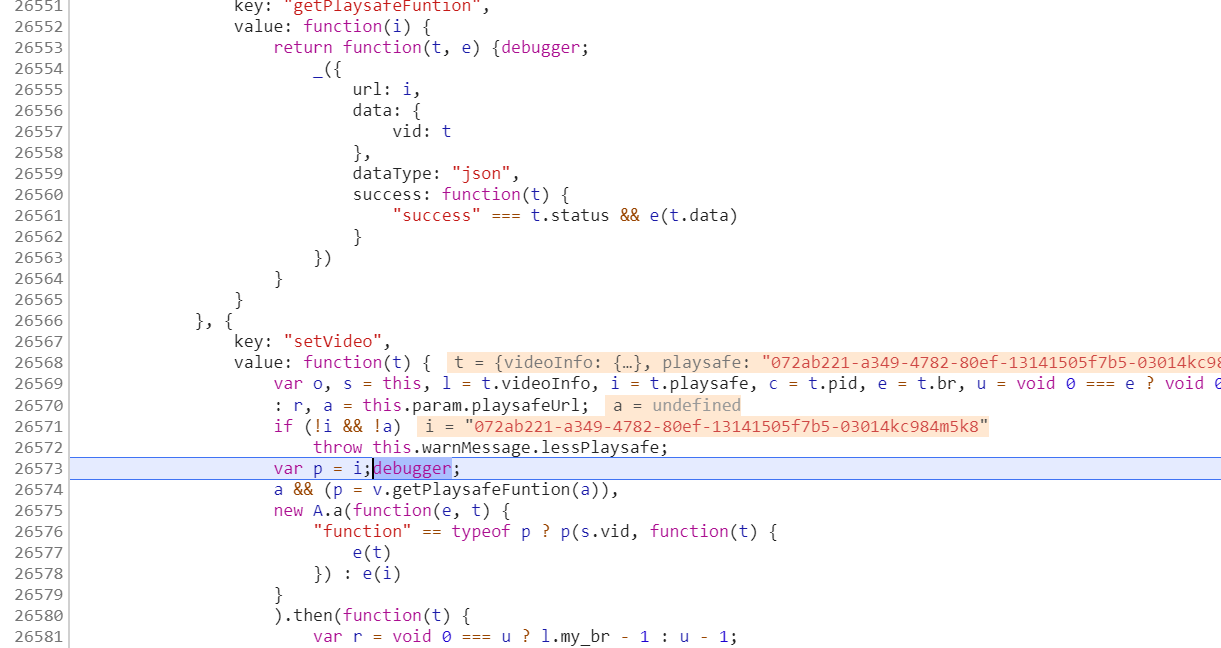 26551 key: "getPlaysafeFuntion",
26552 value: function(i) {
26553 return function(t, e) {debugger;
26554 _({
26555 url: i,
26556 data: {
26557 vid: t
26558 },
26559 dataType: "json",
26560 success: function(t) {
26561 "success" === t.status && e(t.data)
26562 }
26563 })
26564 }
26565 }
26566 }, {
26567 key: "setVideo",
26568 value: function(t) { t = {videoInfo: {…}, playsafe: "072ab221-a349-4782-80ef-13141505f7b5-03014kc98
26569 var o, s = this, l = t.videoInfo, i = t.playsafe, c = t.pid, e = t.br, u = void 0 === e ? void 0
26570 : r, a = this.param.playsafeUrl; a = undefined
26571 if (!i && !a) i = "072ab221-a349-4782-80ef-13141505f7b5-03014kc984m5k8"
26572 throw this.warnMessage.lessPlaysafe;
26573 var p = i;debugger;
26574 a && (p = v.getPlaysafeFuntion(a)),
26575 new A.a(function(e, t) {
26576 "function" == typeof p ? p(s.vid, function(t) {
26577 e(t)
26578 }) : e(i)
26579 }
26580 ).then(function(t) {
26581 var r = void 0 === u ? l.my_br - 1 : u - 1;